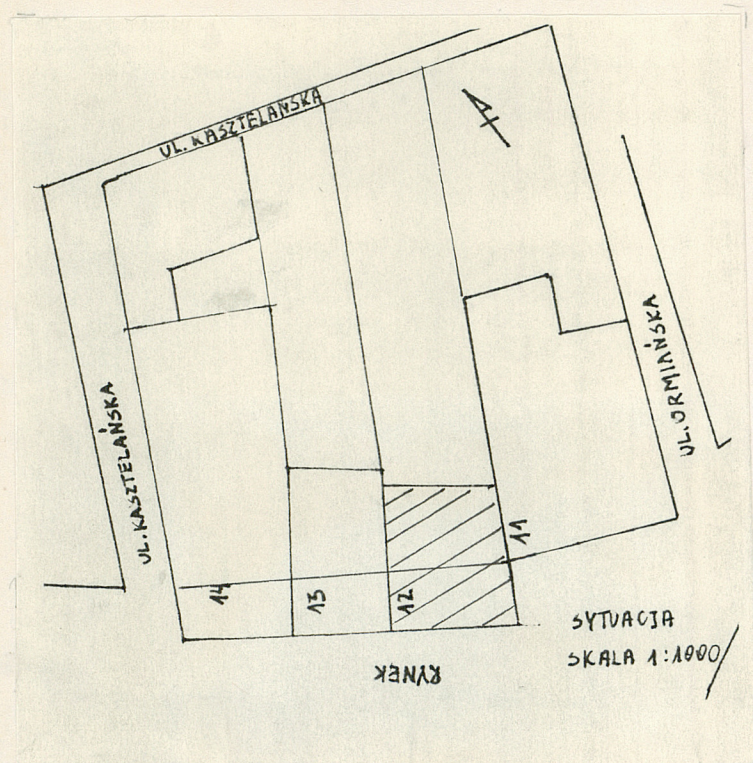 UL. KASZTELAŃSKA
UL. KASZTELAŃSKA
UL. ORMIAŃSKA
14
13
12
11
RYNEK
SYTUACJA
SKALA 1:1000